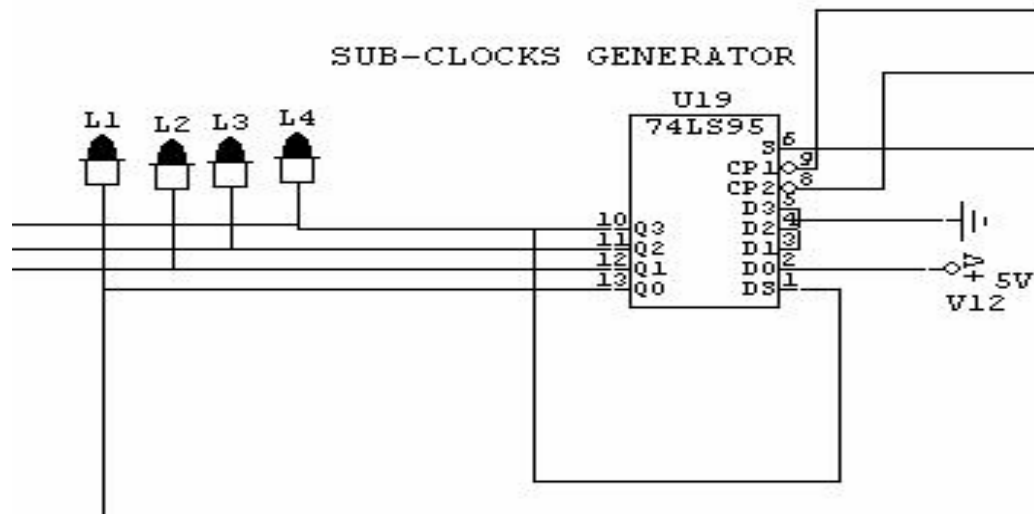 SUB-CLOCKS GENERATOR
L1 L2 L3 L4
U19
74LS95
S 6
CP1 9
CP2 8
D3 5
10 Q3 D2 4
11 Q2 D1 3
12 Q1 D0 2
13 Q0 DS 1
+V
5V
V12